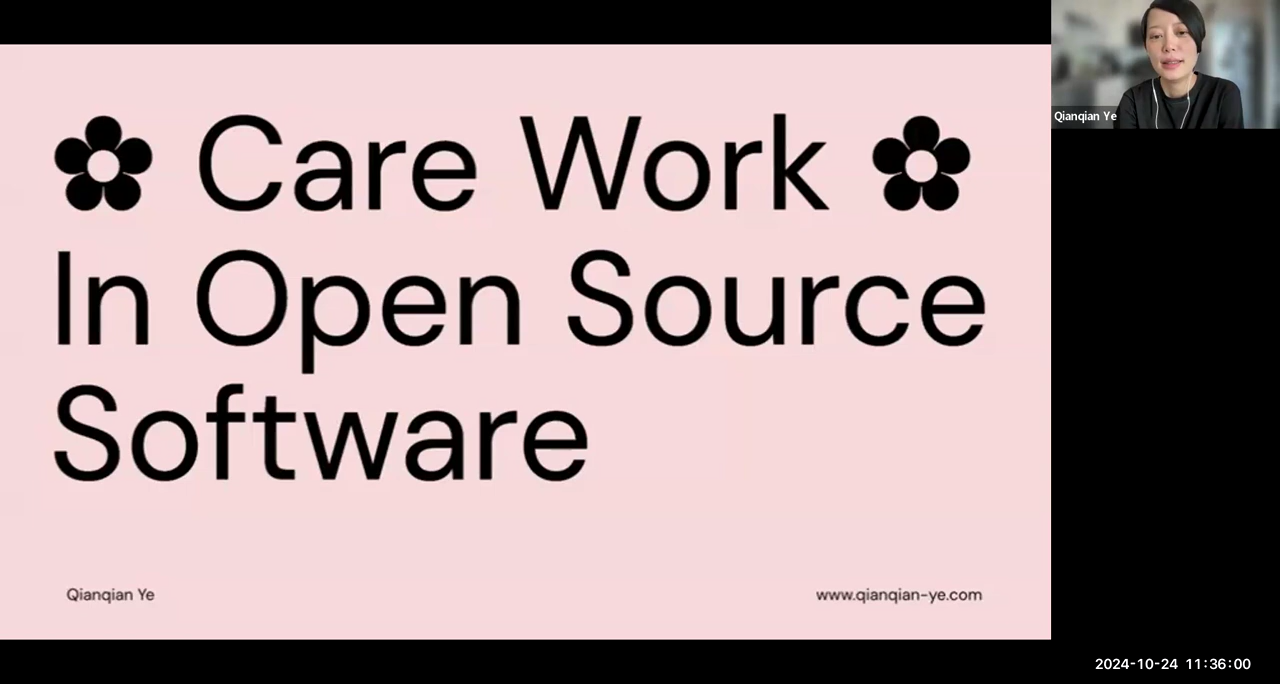 Care Work
In Open Source
Software
Qianqian Ye
www.qianqian-ye.com
Qianqian Ye
2024-10-24 11:36:00